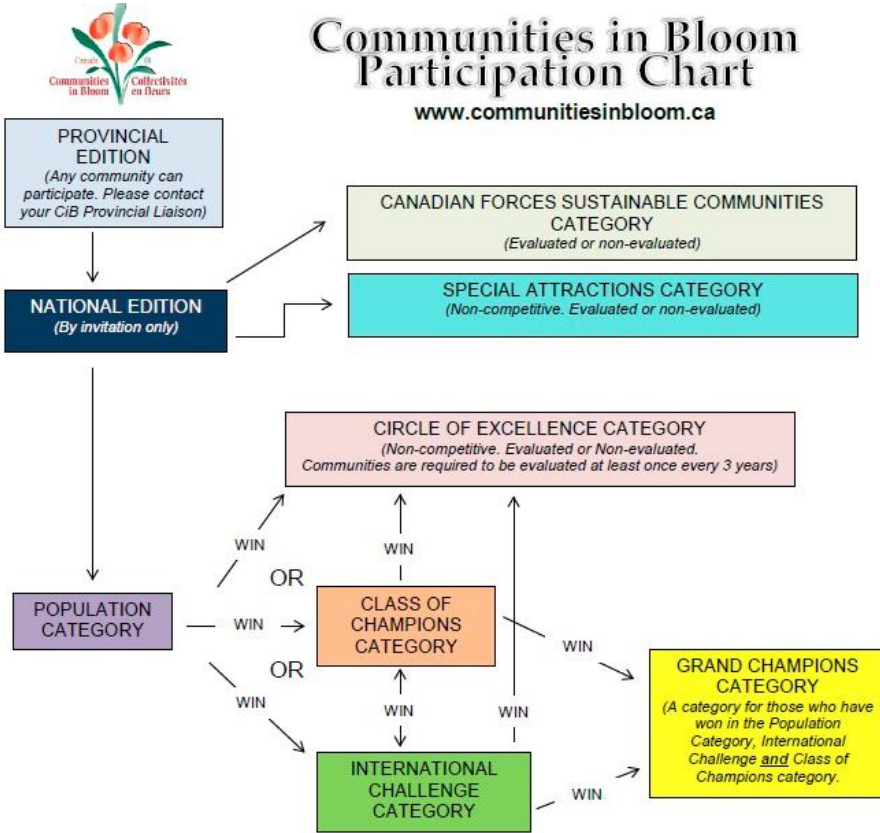 Communities in Bloom
Participation Chart
www.communitiesinbloom.ca
Communities
in Bloom
Collectivités
en fleurs
PROVINCIAL
EDITION
(Any community can
participate. Please contact
your CiB Provincial Liaison)
CANADIAN FORCES SUSTAINABLE COMMUNITIES
CATEGORY
(Evaluated or non-evaluated)
NATIONAL EDITION
(By invitation only)
SPECIAL ATTRACTIONS CATEGORY
(Non-competitive. Evaluated or non-evaluated)
CIRCLE OF EXCELLENCE CATEGORY
(Non-competitive. Evaluated or Non-evaluated.
Communities are required to be evaluated at least once every 3 years)
WIN
WIN
OR
POPULATION
CATEGORY
WIN
CLASS OF
CHAMPIONS
CATEGORY
WIN
OR
WIN
WIN
WIN
GRAND CHAMPIONS
CATEGORY
(A category for those who have
won in the Population
Category, International
Challenge and Class of
Champions category.
INTERNATIONAL
CHALLENGE
CATEGORY
WIN